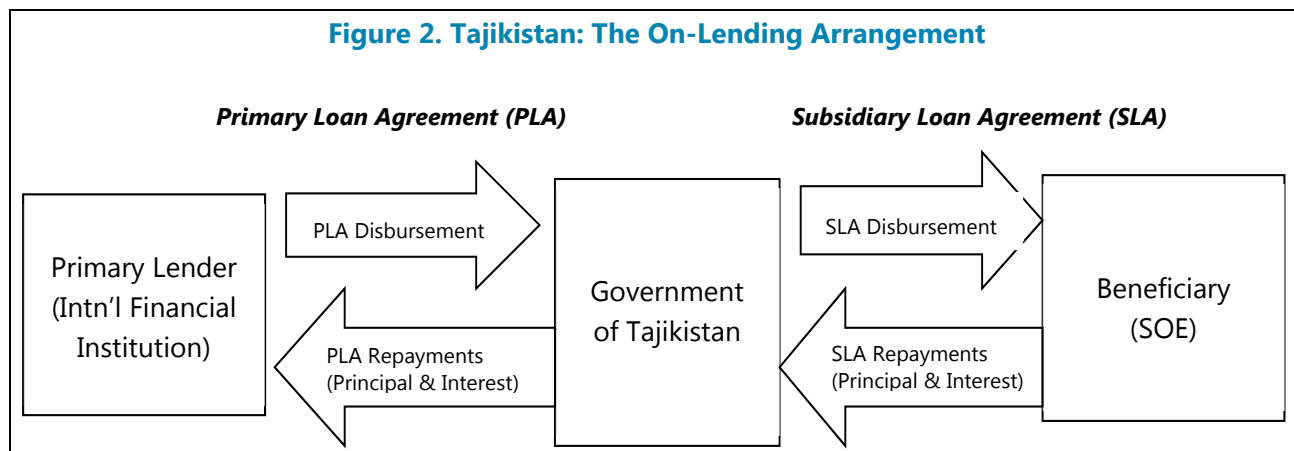 Figure 2. Tajikistan: The On-Lending Arrangement
Primary Loan Agreement (PLA)
Subsidiary Loan Agreement (SLA)
Primary Lender
(Intn'l Financial
Institution)
PLA Disbursement
PLA Repayments
(Principal & Interest)
Government
of Tajikistan
SLA Disbursement
SLA Repayments
(Principal & Interest)
Beneficiary
(SOE)